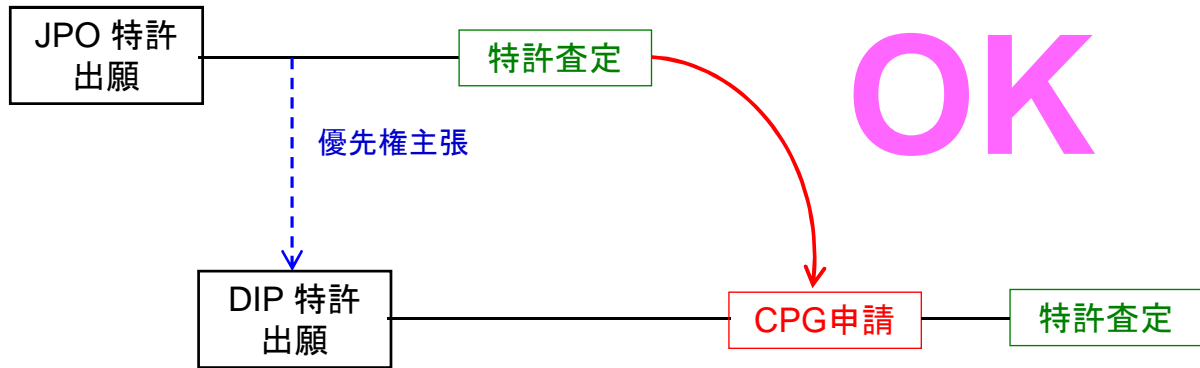 JPO 特許
出願
特許査定
OK
優先権主張
DIP 特許
出願
CPG申請
特許査定